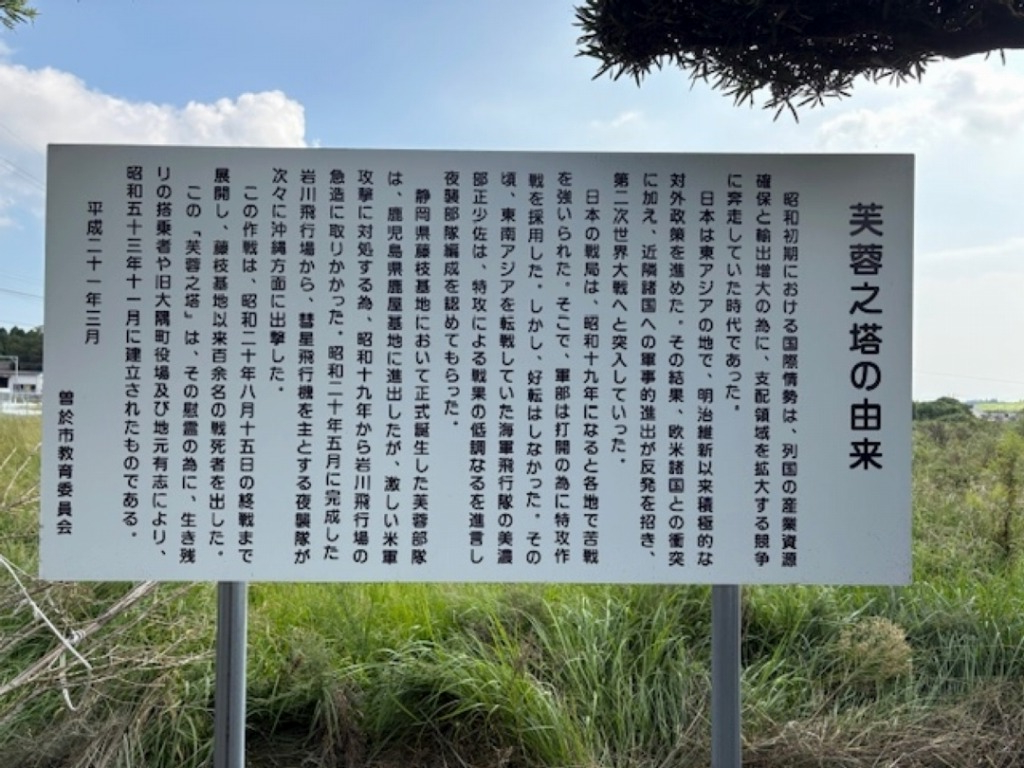 芙蓉之塔の由来
昭和初期における国際情勢は、列国の産業資源
確保と輸出増大の為に、支配領域を拡大する競争
に奔走していた時代であった。
日本は東アジアの地で、明治維新以来積極的な
対外政策を進めた。その結果、欧米諸国との衝突
に加え、近隣諸国への軍事的進出が反発を招き、
第二次世界大戦へと突入していった。
日本の戦局は、昭和十九年になると各地で苦戦
を強いられた。そこで、軍部は打開の為に特攻作
戦を採用した。しかし、好転はしなかった。その
頃、東南アジアを転戦していた海軍飛行隊の美濃
部正少佐は、特攻による戦果の低調なるを進言し
夜襲部隊編成を認めてもらった。
静岡県藤枝基地において正式誕生した芙蓉部隊
は、鹿児島県鹿屋基地に進出したが、激しい米軍
攻撃に対処する為、昭和十九年から岩川飛行場の
急造に取りかかった。昭和二十年五月に完成した
岩川飛行場から、彗星飛行機を主とする夜襲隊が
次々に沖縄方面に出撃した。
この作戦は、昭和二十年八月十五日の終戦まで
展開し、藤枝基地以来百余名の戦死者を出した。
この「芙蓉之塔」は、その慰霊の為に、生き残
りの搭乗者や旧大隅町役場及び地元有志により、
昭和五十三年十一月に建立されたものである。
平成二十一年三月
曽於市教育委員会